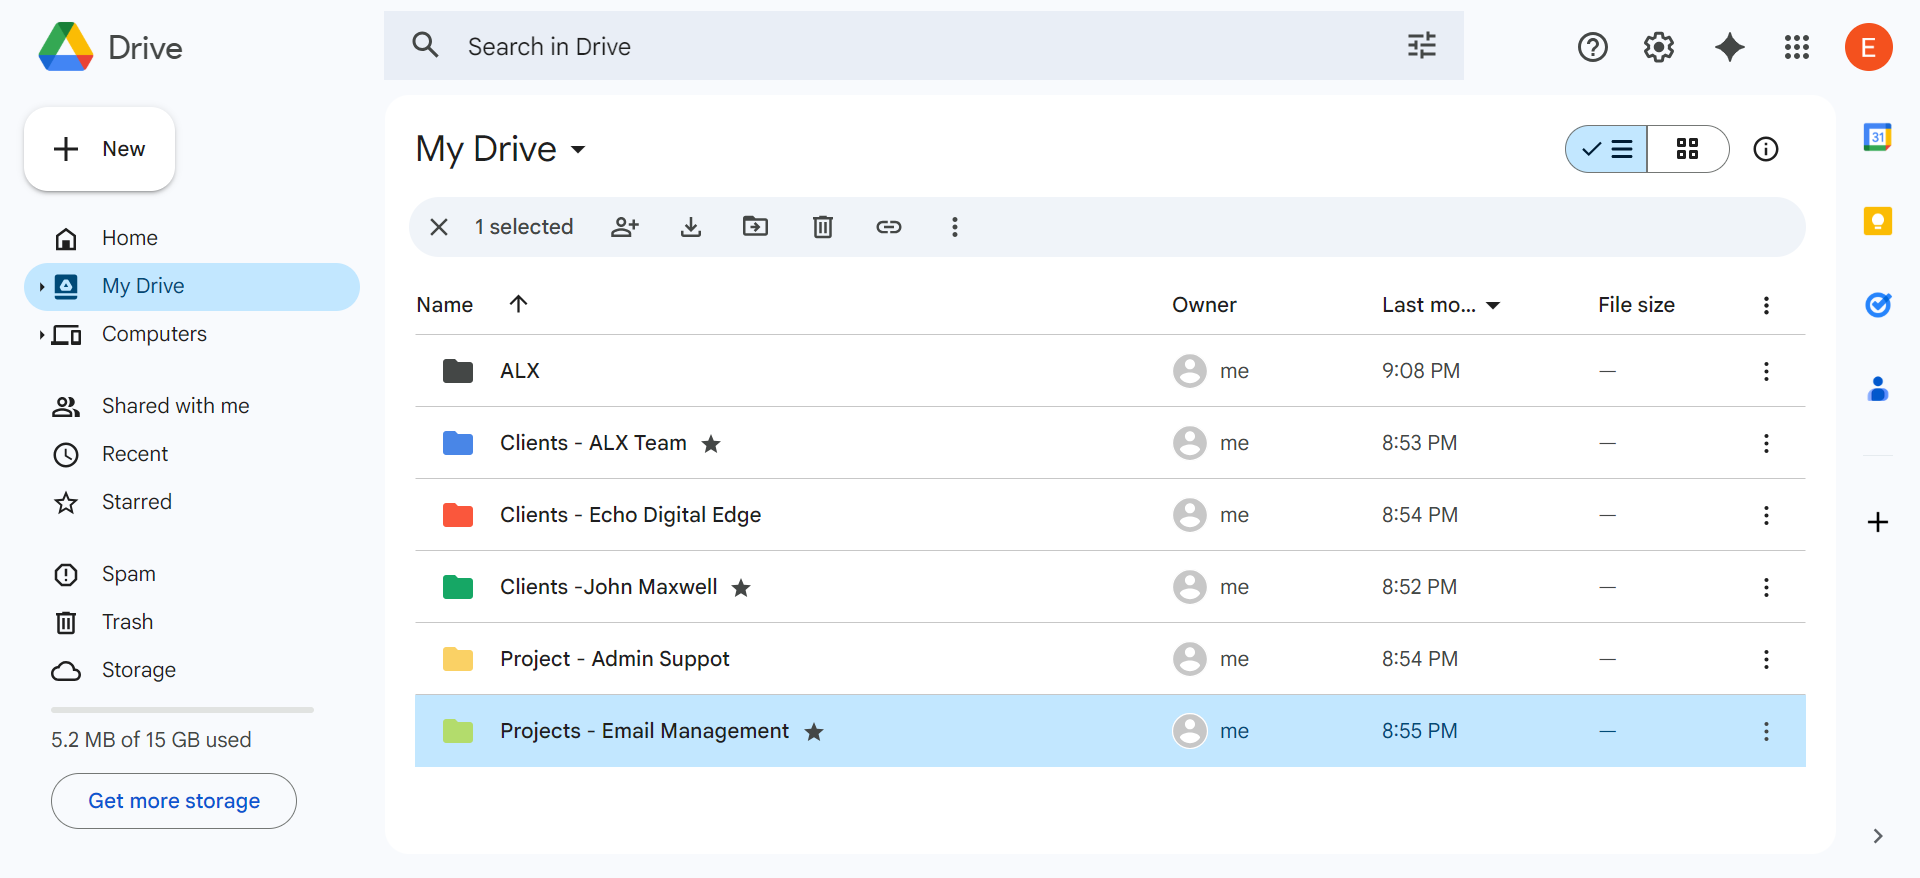 Drive
Search in Drive
E
New
My Drive
1 selected
Home
My Drive
Computers
Shared with me
Recent
Starred
Spam
Trash
Storage
5.2 MB of 15 GB used
Get more storage
Name Owner Last mo... File size
ALX me 9:08 PM —
Clients - ALX Team me 8:53 PM —
Clients - Echo Digital Edge me 8:54 PM —
Clients -John Maxwell me 8:52 PM —
Project - Admin Suppot me 8:54 PM —
Projects - Email Management me 8:55 PM —
31